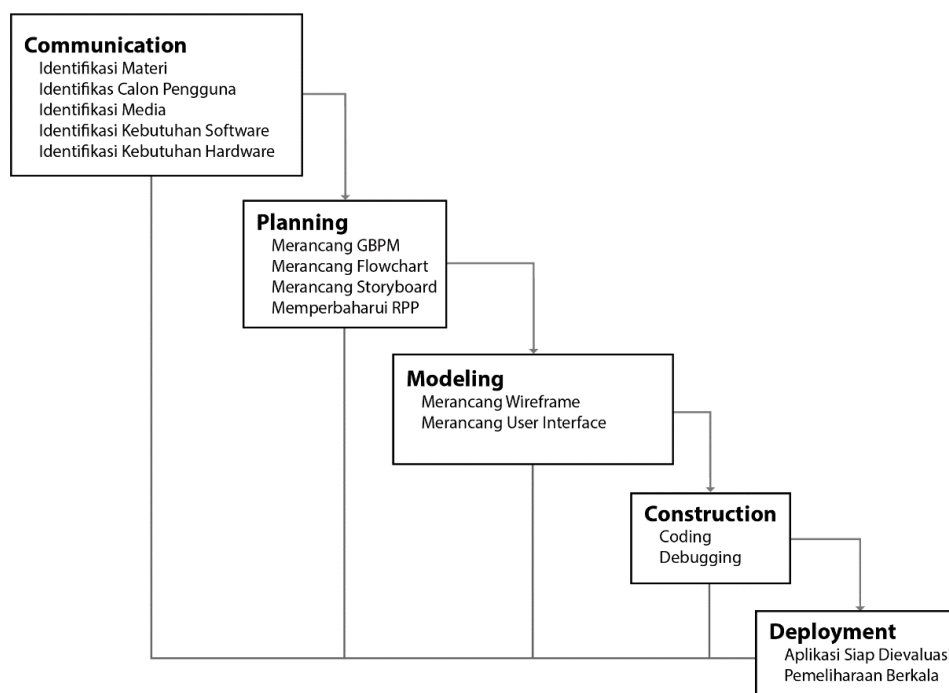 Communication
Identifikasi Materi
Identifikas Calon Pengguna
Identifikasi Media
Identifikasi Kebutuhan Software
Identifikasi Kebutuhan Hardware
Planning
Merancang GBPM
Merancang Flowchart
Merancang Storyboard
Memperbaharui RPP
Modeling
Merancang Wireframe
Merancang User Interface
Construction
Coding
Debugging
Deployment
Aplikasi Siap Dievaluas
Pemeliharaan Berkala